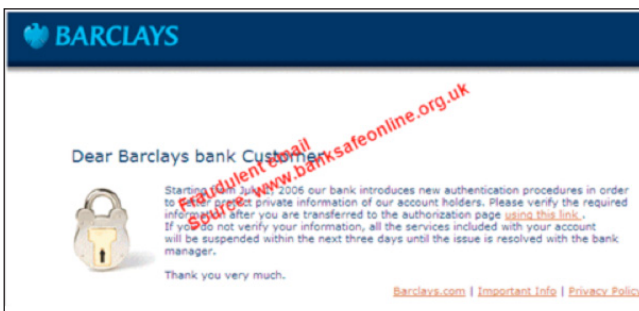 BARCLAYS
Dear Barclays bank Customer,
Fraudulent email
Source: www.banksafeonline.org.uk
Starting from July 1, 2006 our bank introduces new authentication procedures in order
to better protect private information of our account holders. Please verify the required
information after you are transferred to the authorization page using this link .
If you do not verify your information, all the services included with your account
will be suspended within the next three days until the issue is resolved with the bank
manager.
Thank you very much.
Barclays.com | Important Info | Privacy Policy